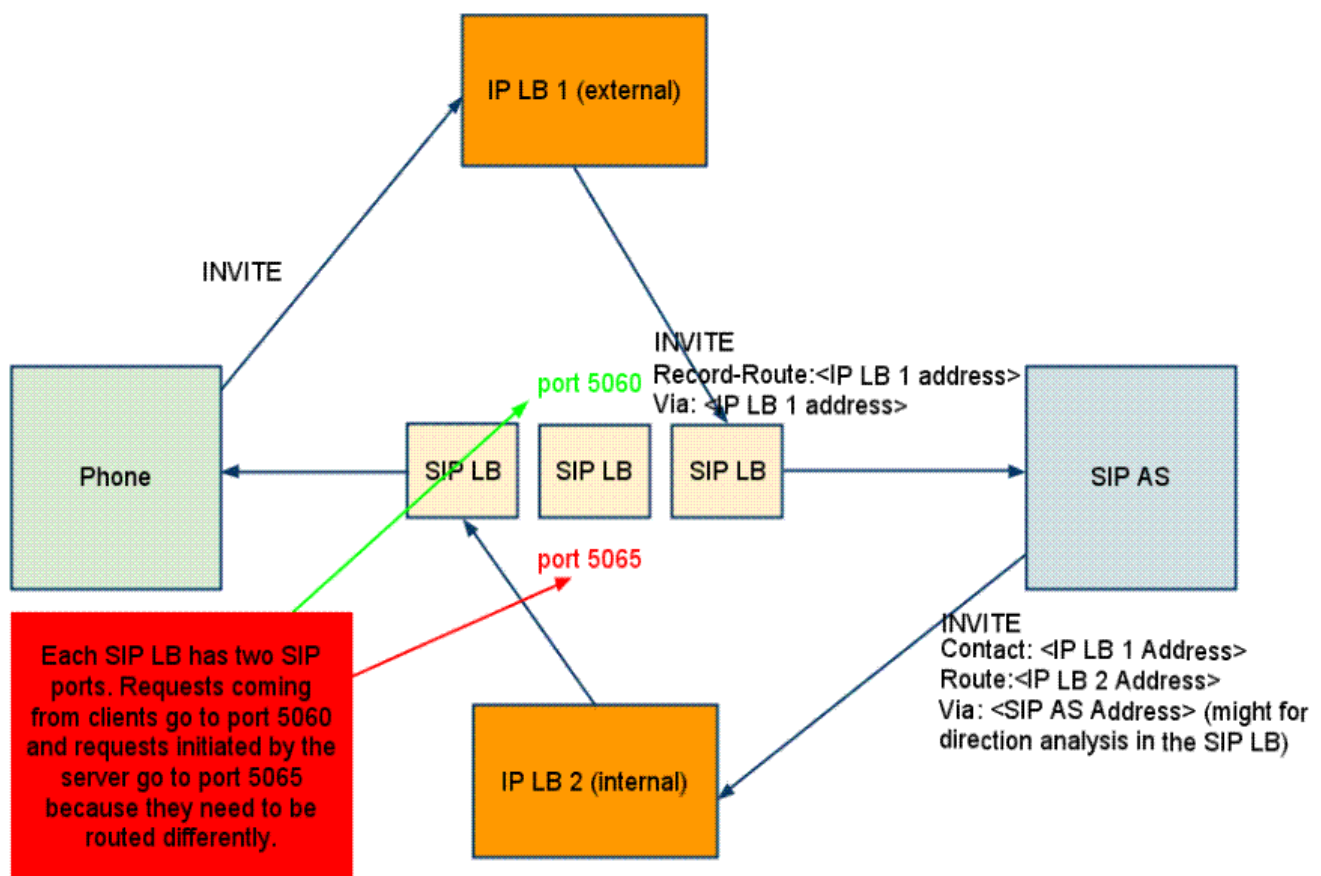 IP LB 1 (external)
INVITE
INVITE
Record-Route:<IP LB 1 address>
Via: <IP LB 1 address>
port 5060
Phone
SIP LB
SIP LB
SIP LB
SIP AS
port 5065
Each SIP LB has two SIP
ports. Requests coming
from clients go to port 5060
and requests initiated by the
server go to port 5065
because they need to be
routed differently.
IP LB 2 (internal)
INVITE
Contact: <IP LB 1 Address>
Route:<IP LB 2 Address>
Via: <SIP AS Address> (might for
direction analysis in the SIP LB)